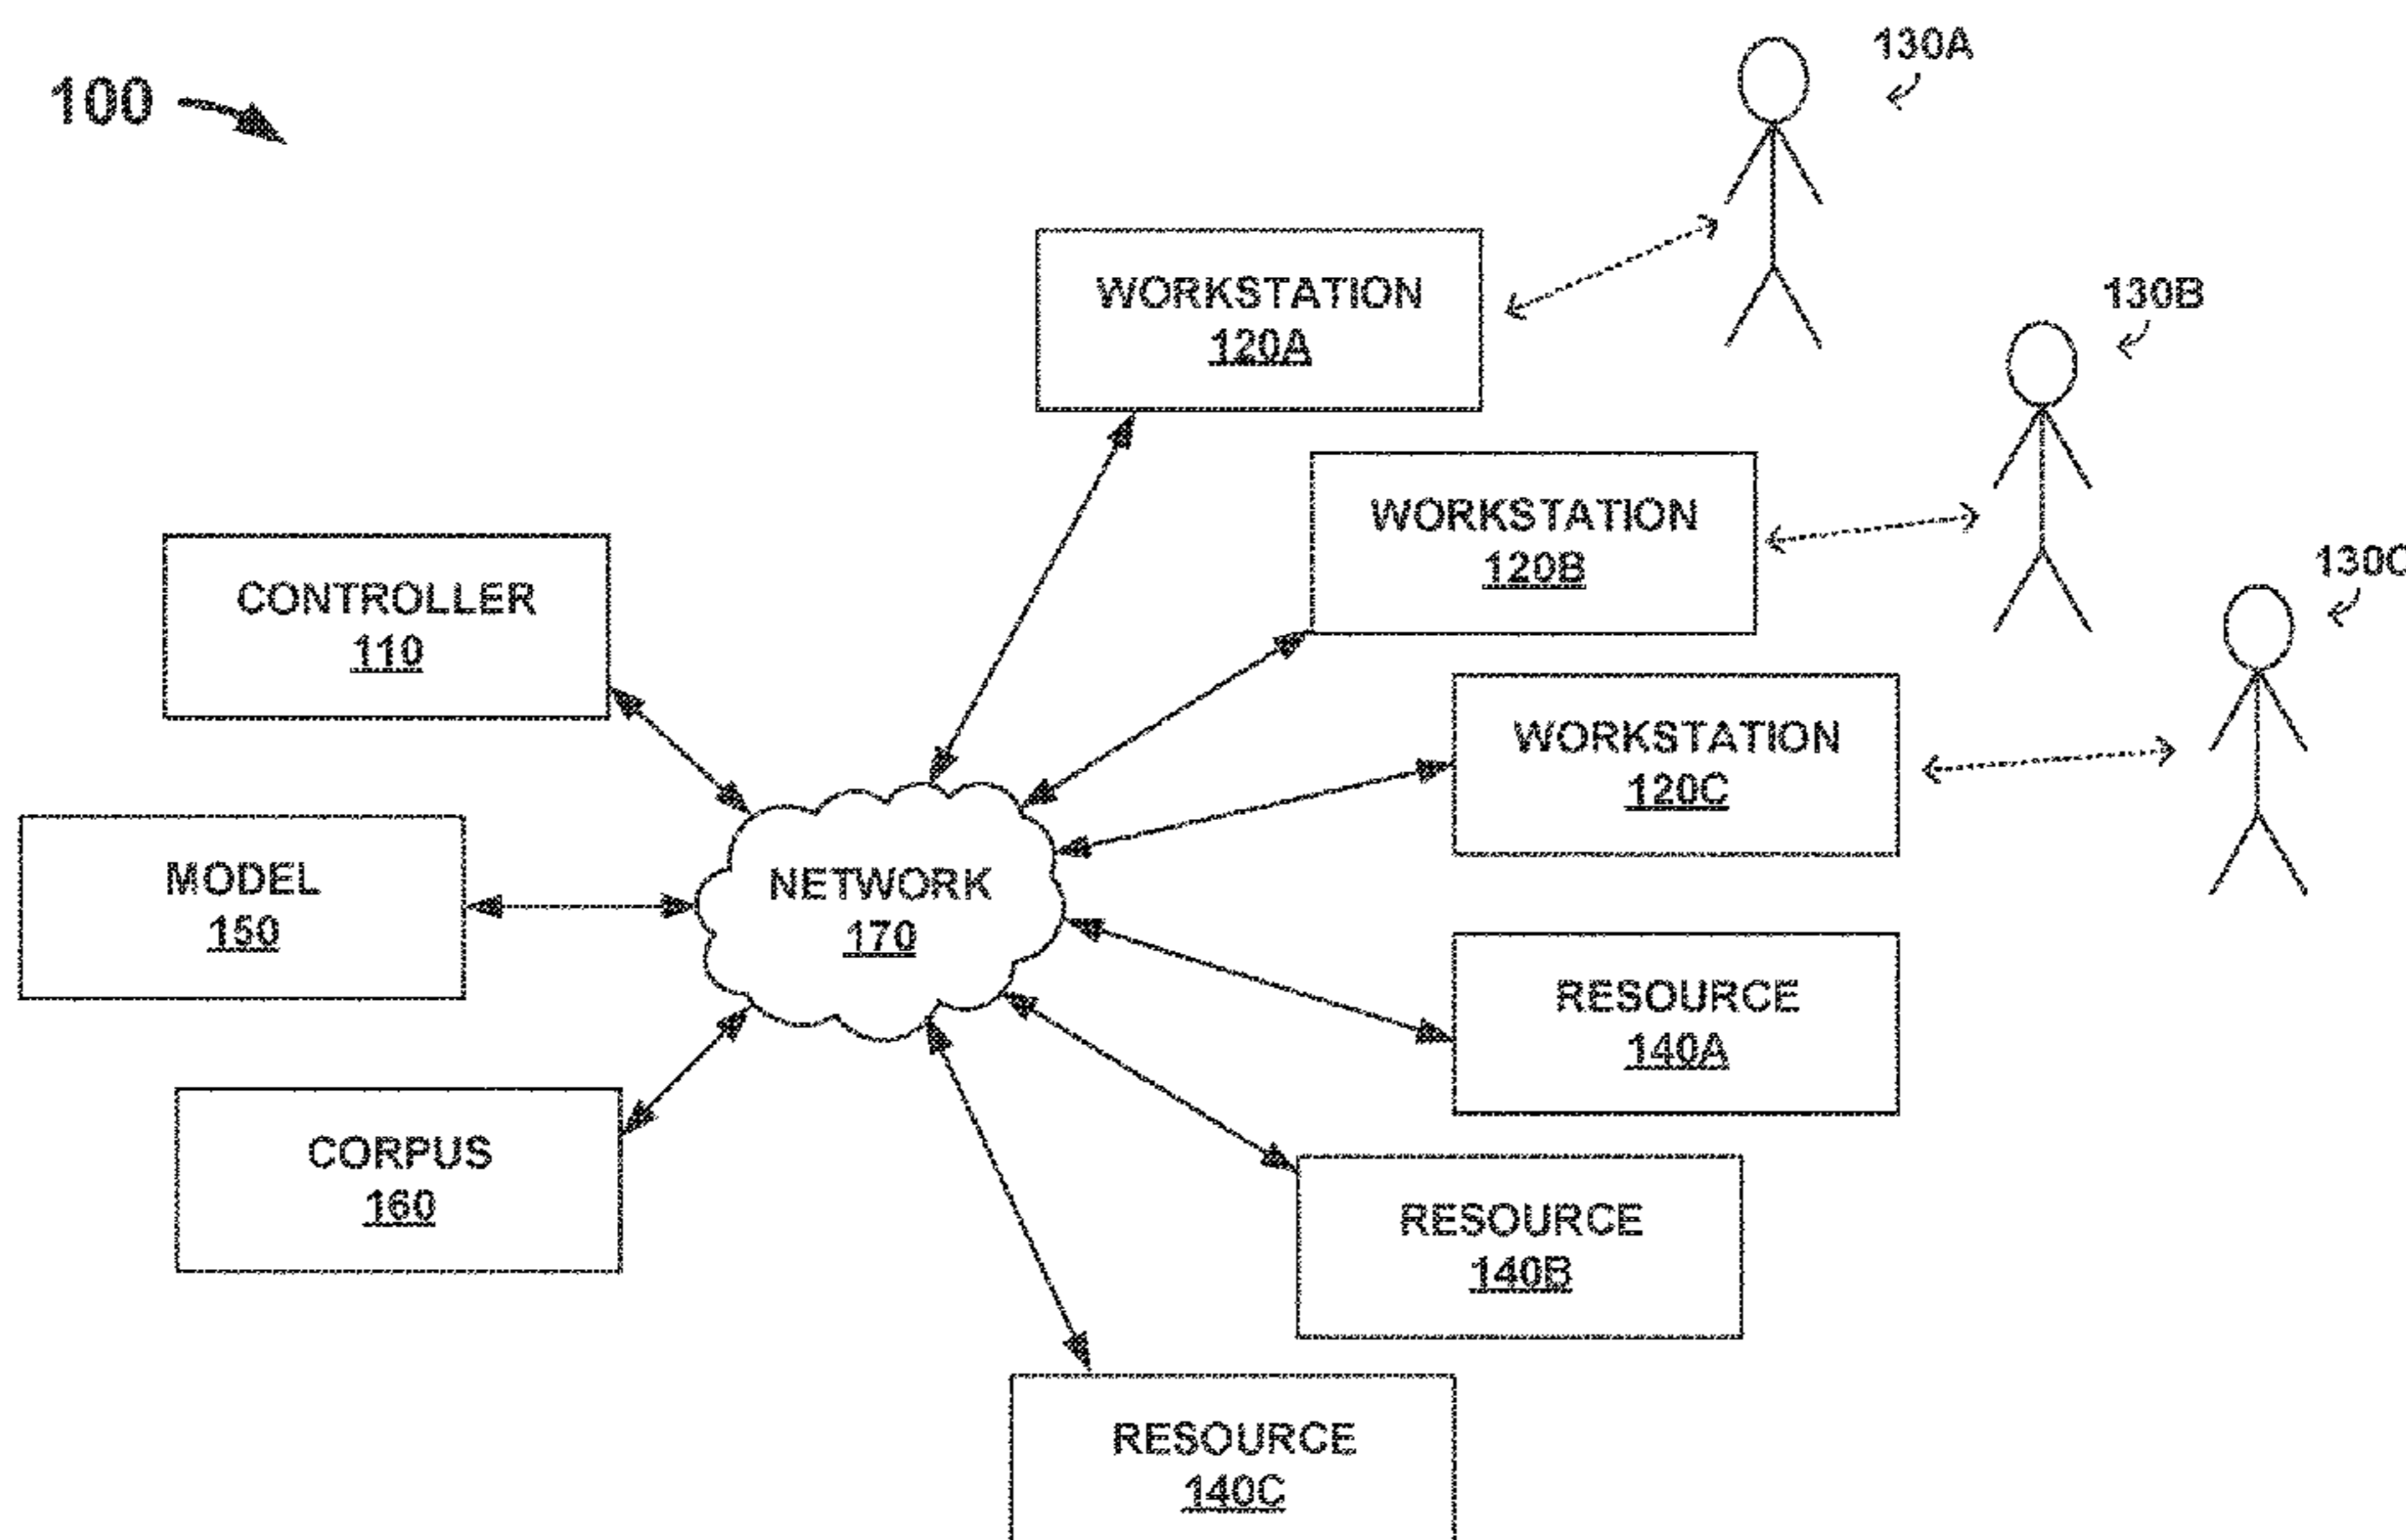 100
130A
WORKSTATION
120A
130B
WORKSTATION
120B
130C
CONTROLLER
110
WORKSTATION
120C
MODEL
150
NETWORK
170
RESOURCE
140A
CORPUS
160
RESOURCE
140B
RESOURCE
140C